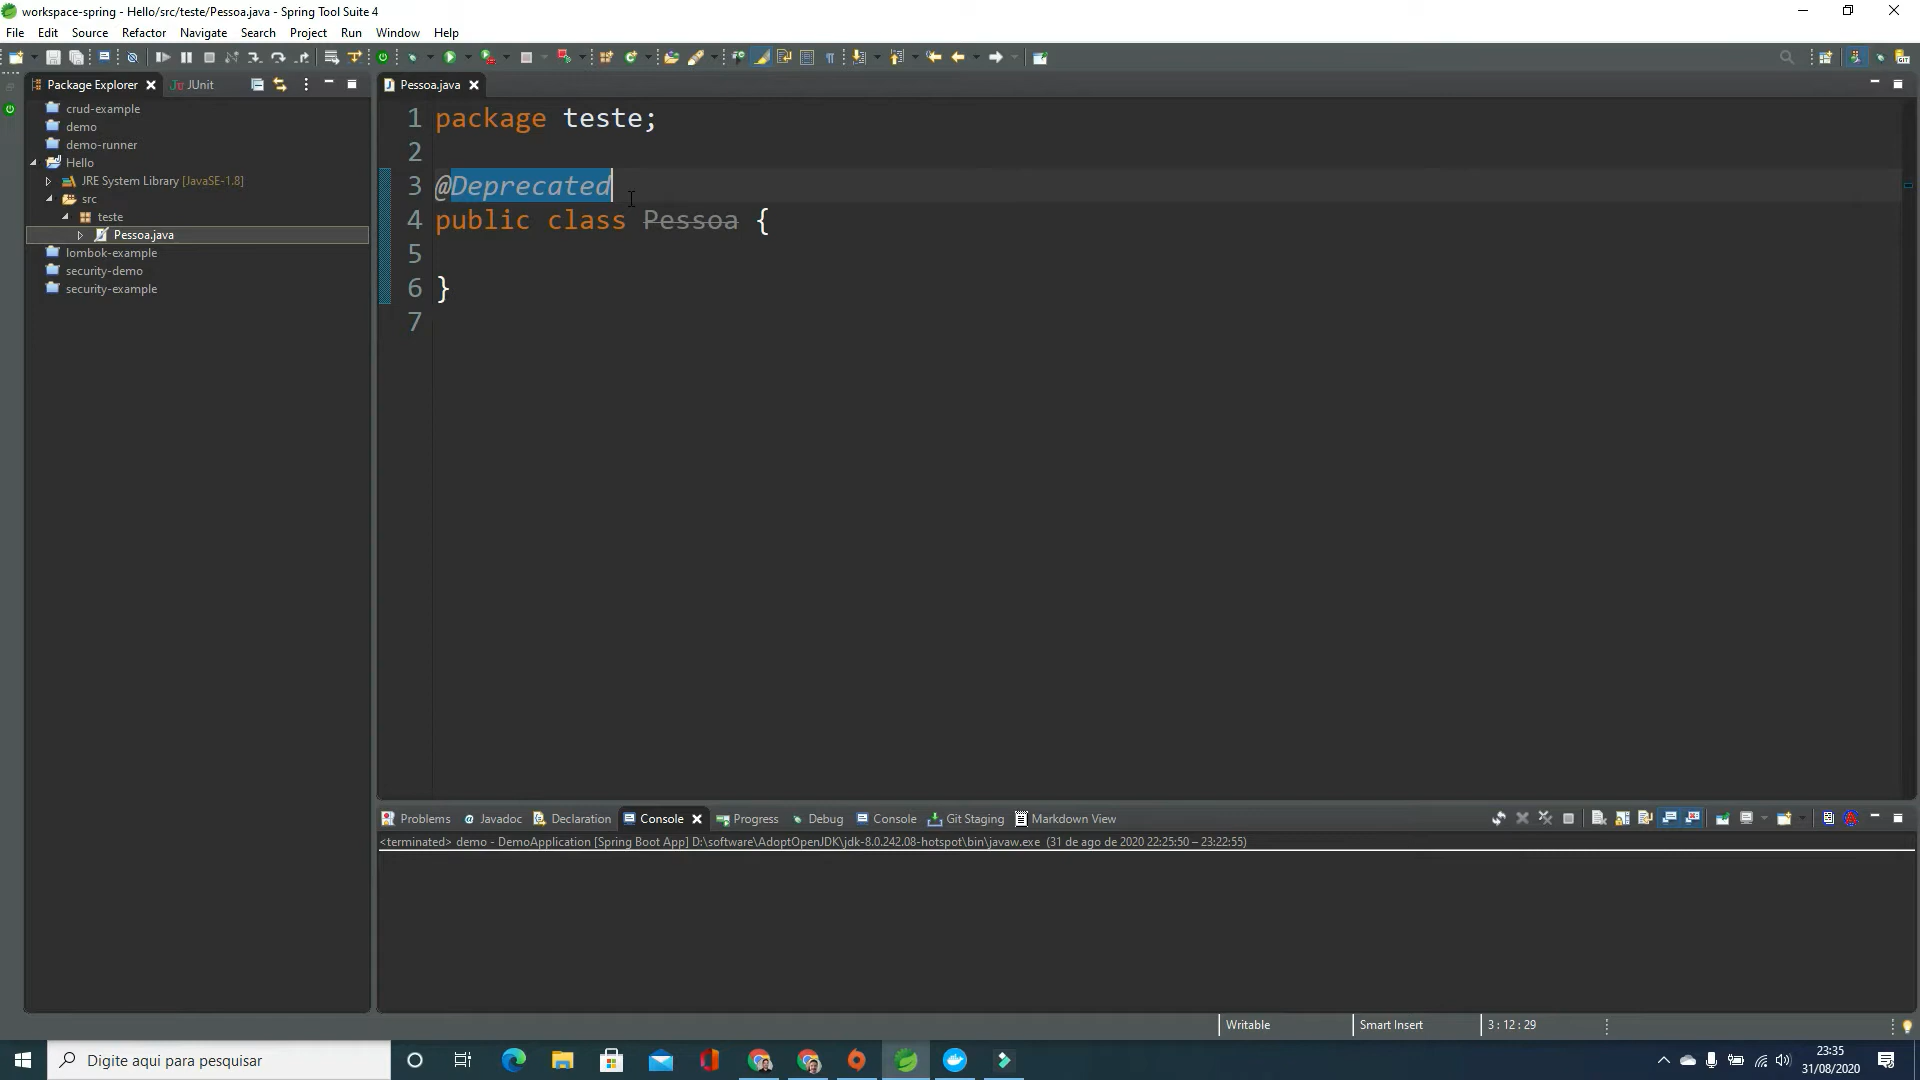 workspace-spring - Hello/src/teste/Pessoa.java - Spring Tool Suite 4
File Edit Source Refactor Navigate Search Project Run Window Help
Package Explorer JUnit
crud-example
demo
demo-runner
Hello
JRE System Library [JavaSE-1.8]
src
teste
Pessoa.java
lombok-example
security-demo
security-example
Pessoa.java
1 package teste;
2
3 @Deprecated
4 public class Pessoa {
5
6 }
7
Problems @ Javadoc Declaration Console Progress Debug Console Git Staging Markdown View
<terminated> demo - DemoApplication [Spring Boot App] D:\software\AdoptOpenJDK\jdk-8.0.242.08-hotspot\bin\javaw.exe (31 de ago de 2020 22:25:50 – 23:22:55)
Writable Smart Insert 3 : 12 : 29
Digite aqui para pesquisar
23:35
31/08/2020